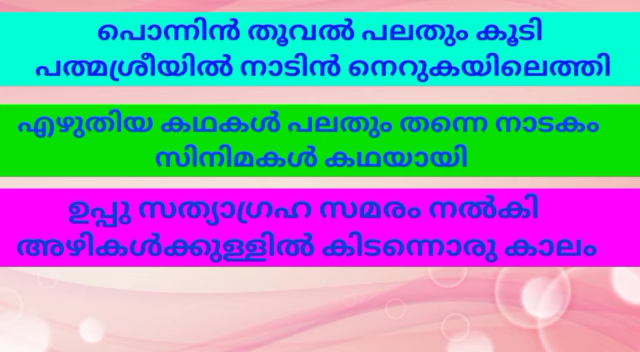 പൊന്നിൻ തൂവൽ പലതും കൂടി
പത്മശ്രീയിൽ നാടിൻ നെറുകയിലെത്തി
എഴുതിയ കഥകൾ പലതും തന്നെ നാടകം
സിനിമകൾ കഥയായി
ഉപ്പു സത്യാഗ്രഹ സമരം നൽകി
അഴികൾക്കുള്ളിൽ കിടന്നൊരു കാലം